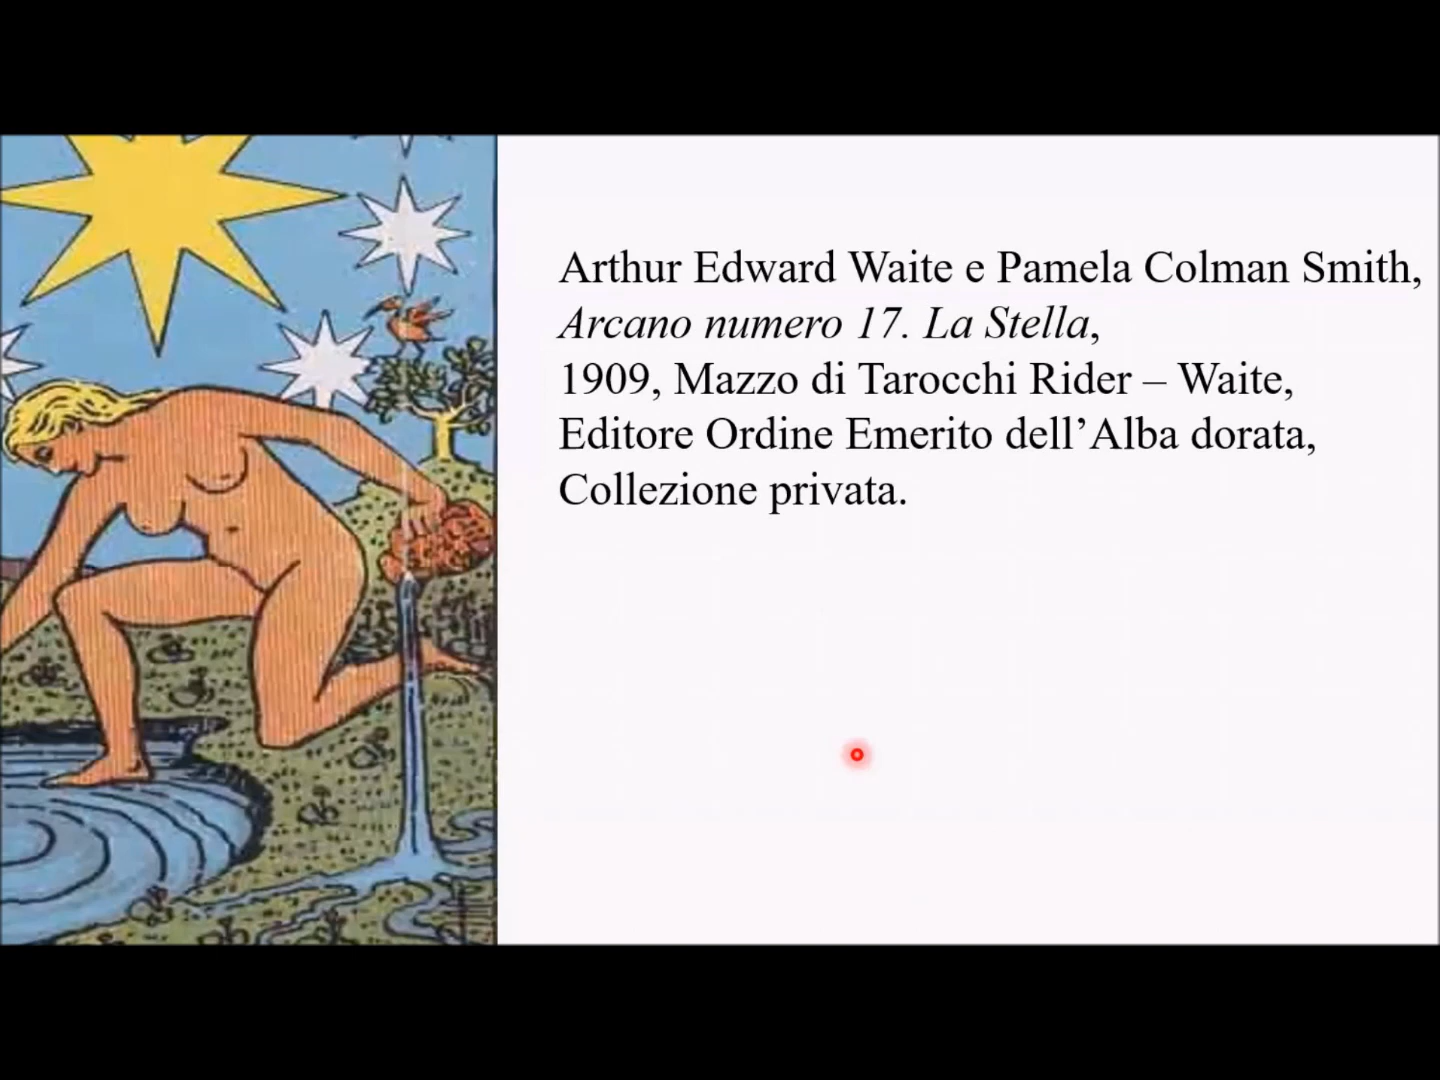 Arthur Edward Waite e Pamela Colman Smith,
Arcano numero 17. La Stella,
1909, Mazzo di Tarocchi Rider – Waite,
Editore Ordine Emerito dell’Alba dorata,
Collezione privata.